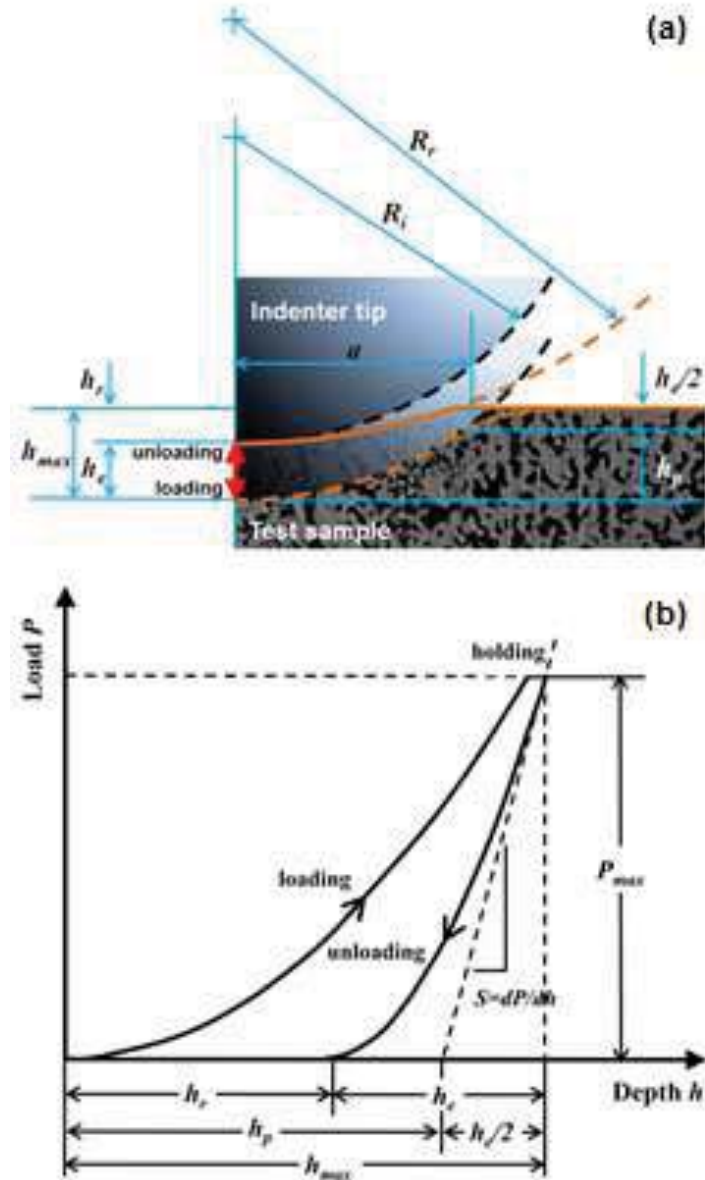 (a)
R_r
R_i
Indenter tip
a
h_r
h_e/2
h_max
h_e
unloading
loading
h_p
Test sample
(b)
Load P
holding, t
loading
unloading
P_max
S=dP/dh
h_r
h_e
Depth h
h_p
h_e/2
h_max